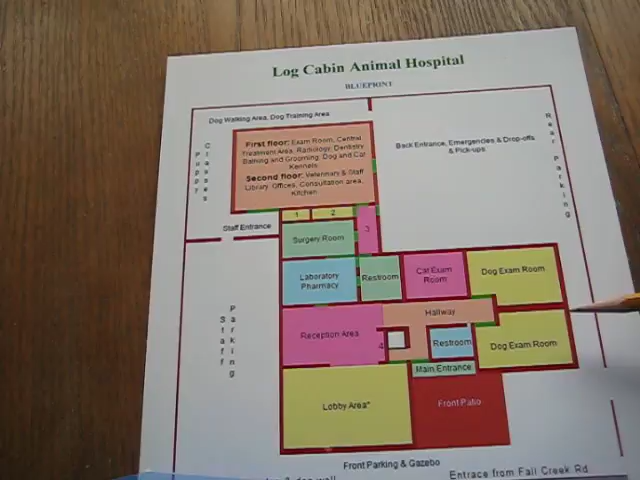 Log Cabin Animal Hospital
BLUEPRINT
Dog Walking Area, Dog Training Area
Puppy
Classes
First floor: Exam Room, Central
Treatment Area, Radiology, Dentistry
Bathing and Grooming, Dog and Cat
Kennels.
Second floor: Veterinary & Staff
Library, Offices, Consultation area,
Kitchen.
Back Entrance, Emergencies & Drop-offs
& Pick-ups
Rear Parking
Staff Entrance
1
2
3
Surgery Room
Laboratory
Pharmacy
Restroom
Cat Exam
Room
Dog Exam Room
Staff
Parking
Hallway
Reception Area
4
Restroom
Dog Exam Room
Main Entrance
Lobby Area*
Front Patio
Front Parking & Gazebo
Entrace from Fall Creek Rd